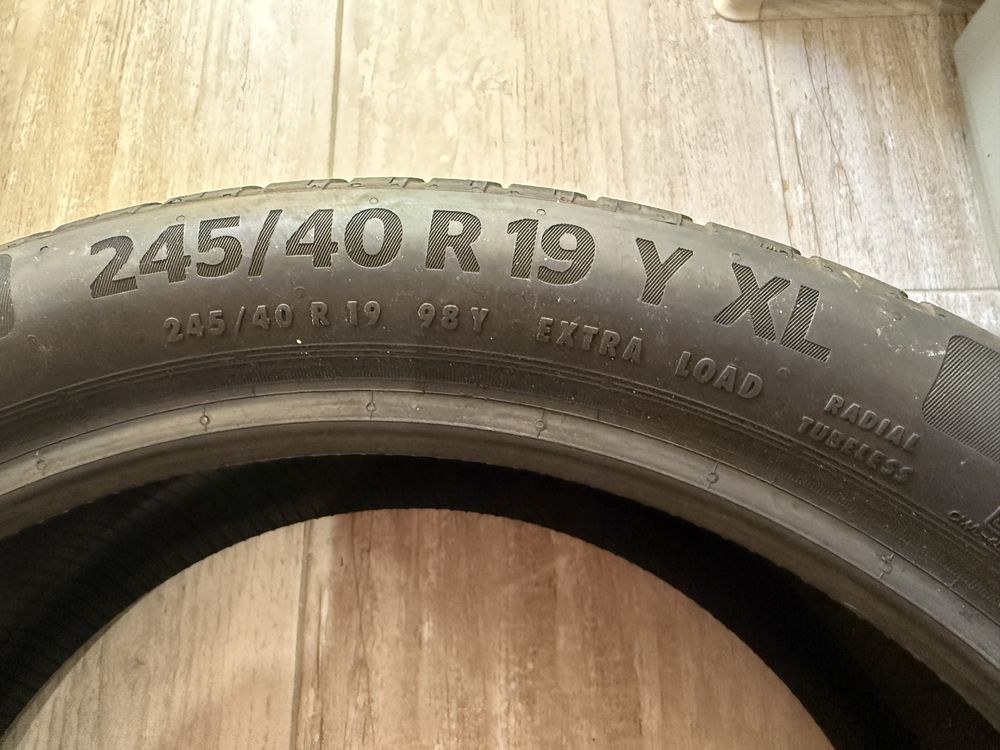 245/40 R 19 Y XL
245/40 R 19 98 Y EXTRA LOAD
RADIAL
TUBELESS